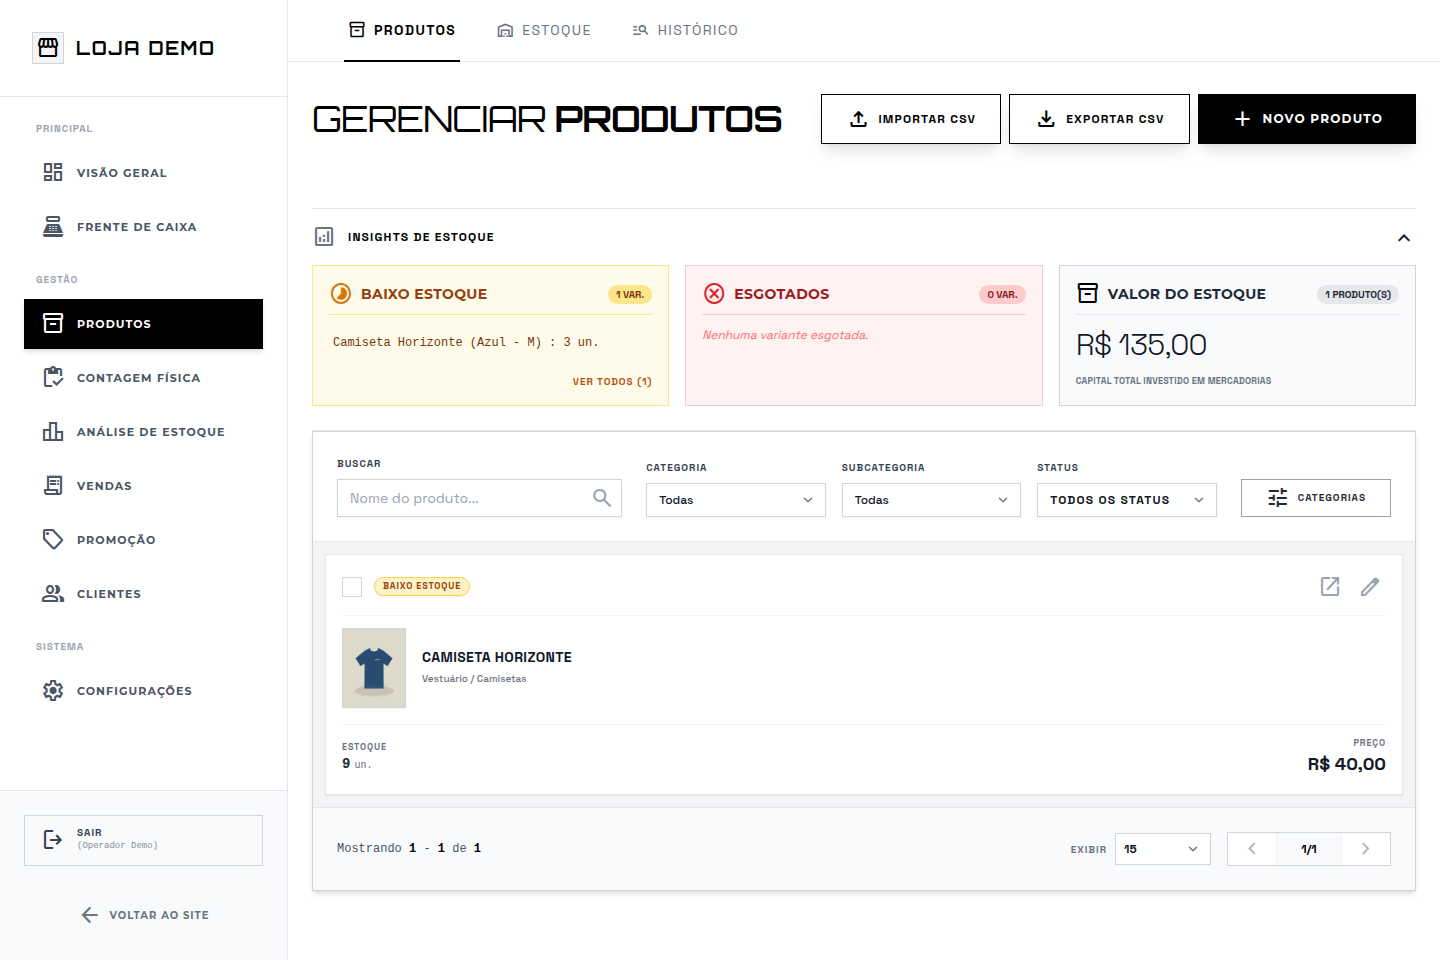 LOJA DEMO
PRINCIPAL
VISÃO GERAL
FRENTE DE CAIXA
GESTÃO
PRODUTOS
CONTAGEM FÍSICA
ANÁLISE DE ESTOQUE
VENDAS
PROMOÇÃO
CLIENTES
SISTEMA
CONFIGURAÇÕES
SAIR
(Operador Demo)
VOLTAR AO SITE
PRODUTOS
ESTOQUE
HISTÓRICO
GERENCIAR PRODUTOS
IMPORTAR CSV
EXPORTAR CSV
NOVO PRODUTO
INSIGHTS DE ESTOQUE
BAIXO ESTOQUE
1 VAR.
Camiseta Horizonte (Azul - M) : 3 un.
VER TODOS (1)
ESGOTADOS
0 VAR.
Nenhuma variante esgotada.
VALOR DO ESTOQUE
1 PRODUTO(S)
R$ 135,00
CAPITAL TOTAL INVESTIDO EM MERCADORIAS
BUSCAR
Nome do produto...
CATEGORIA
Todas
SUBCATEGORIA
Todas
STATUS
TODOS OS STATUS
CATEGORIAS
BAIXO ESTOQUE
CAMISETA HORIZONTE
Vestuário / Camisetas
ESTOQUE
9 un.
PREÇO
R$ 40,00
Mostrando 1 - 1 de 1
EXIBIR
15
1/1